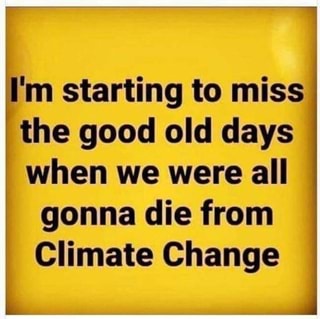 I'm starting to miss
the good old days
when we were all
gonna die from
Climate Change